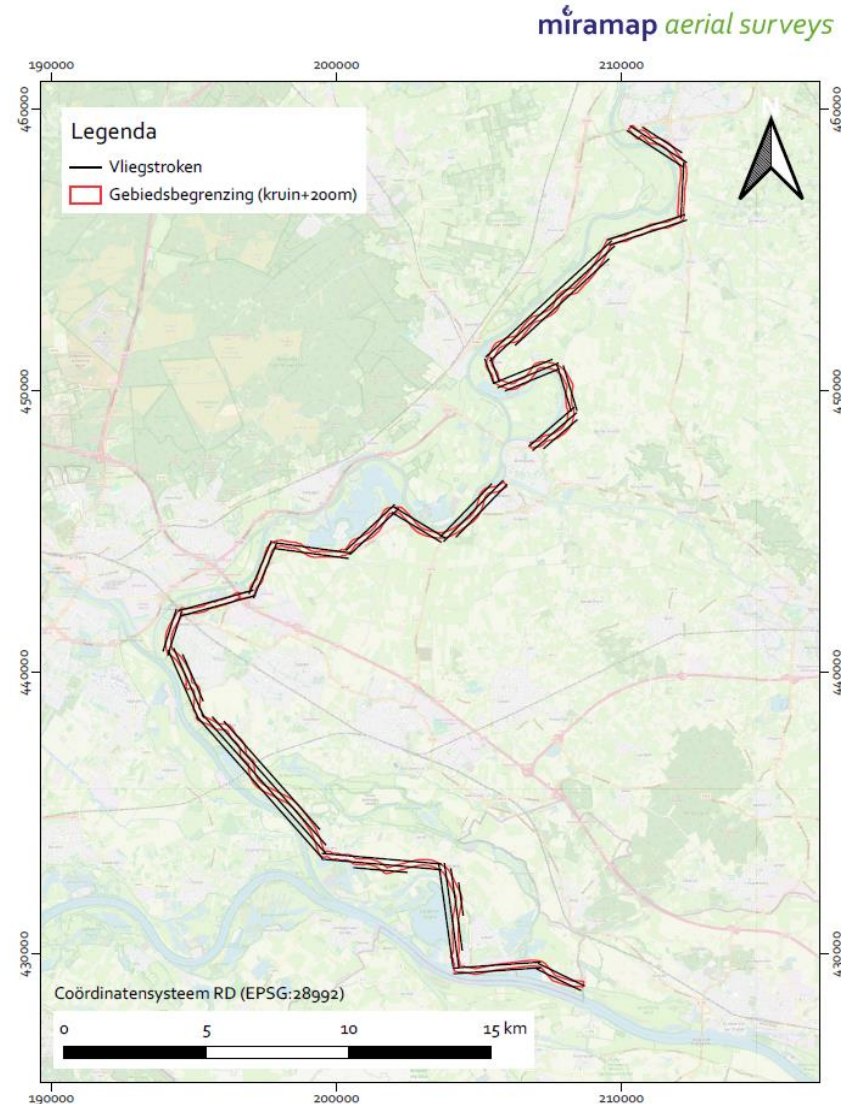 miramap aerial surveys
190000 200000 210000
460000 460000
N
Legenda
Vliegstroken
Gebiedsbegrenzing (kruin+200m)
450000 450000
440000 440000
430000 430000
Coördinatensysteem RD (EPSG:28992)
0 5 10 15 km
190000 200000 210000